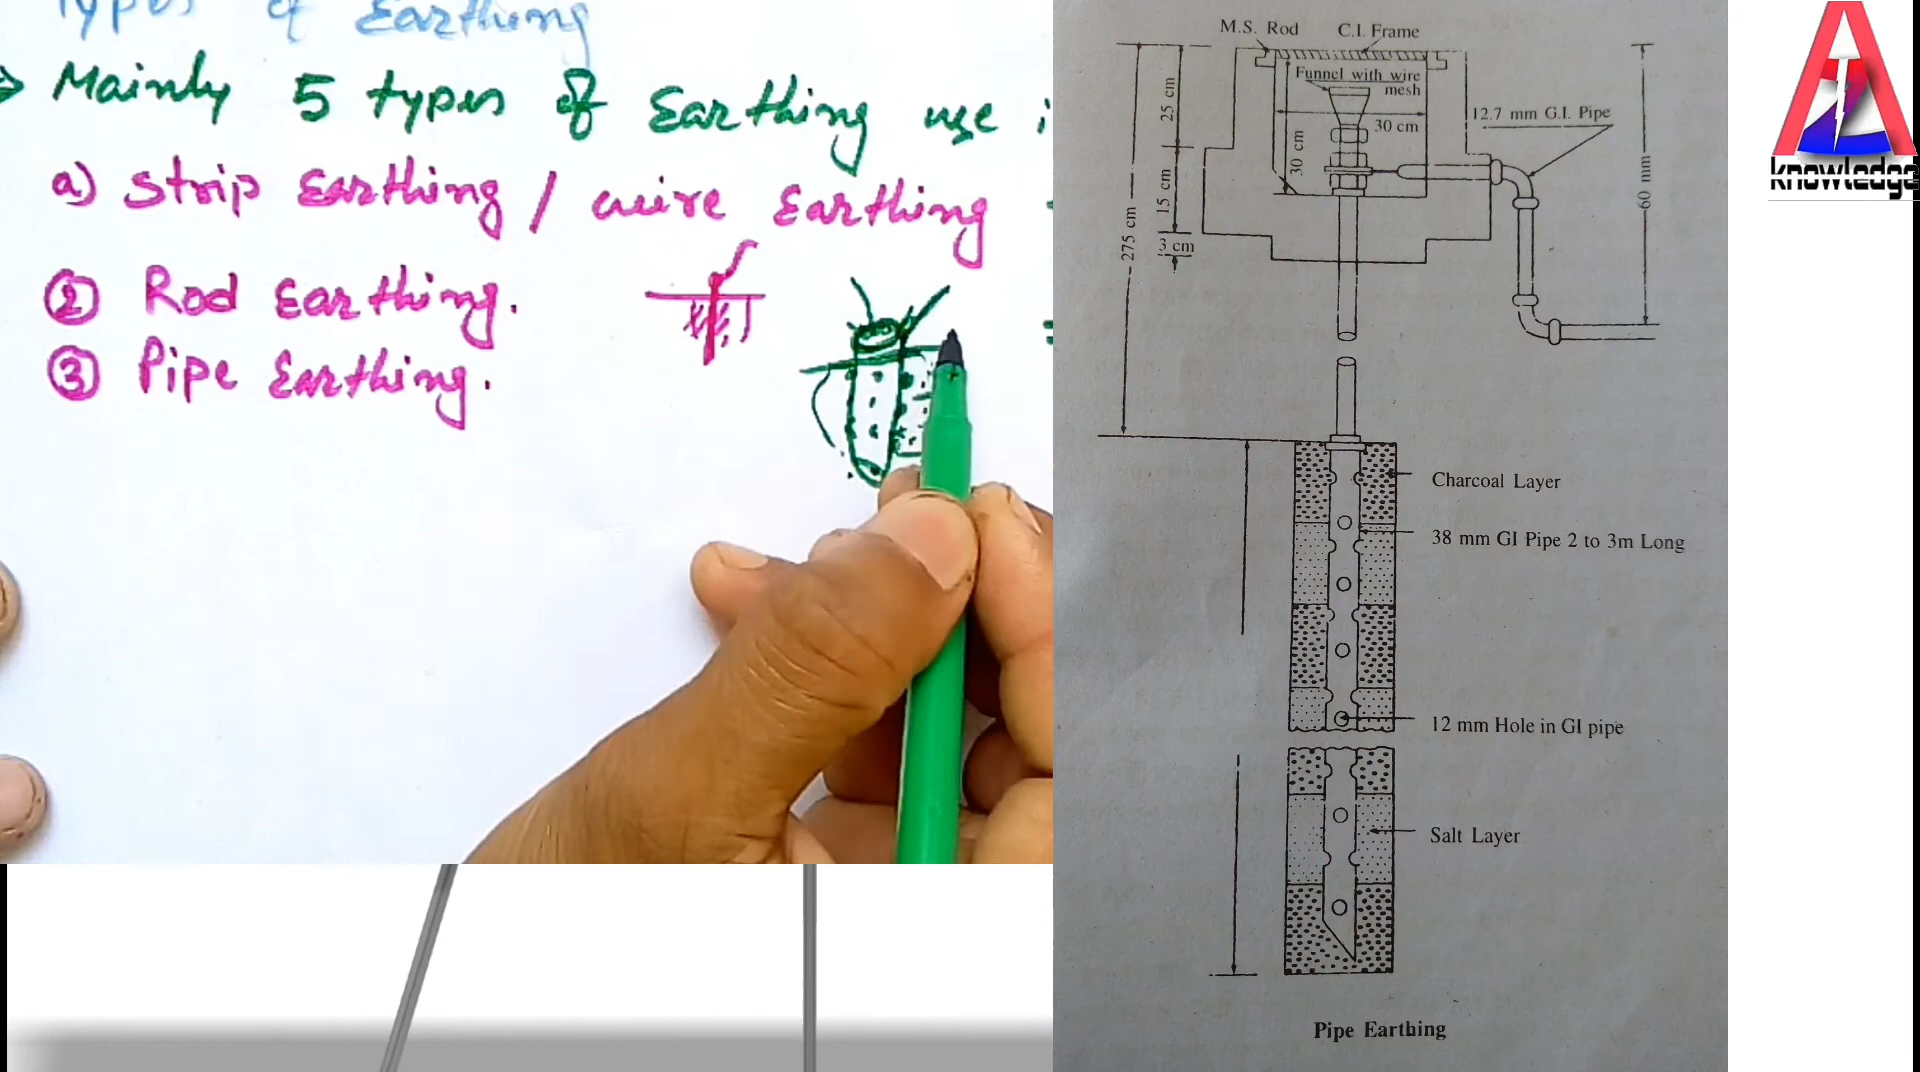 Types of Earthing
Mainly 5 types of Earthing use
a) Strip Earthing / wire Earthing
② Rod Earthing.
③ Pipe Earthing.
M.S. Rod
C.I. Frame
Funnel with wire
mesh
25 cm
30 cm
30 cm
15 cm
3 cm
275 cm
12.7 mm G.I. Pipe
60 mm
Charcoal Layer
38 mm GI Pipe 2 to 3m Long
12 mm Hole in GI pipe
Salt Layer
Pipe Earthing
A
knowledge